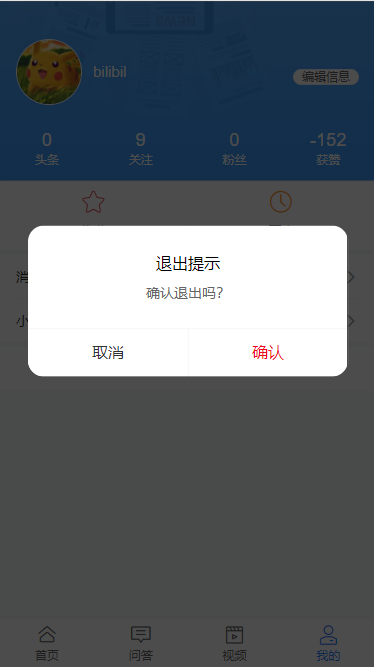 bilibil
编辑信息
0 9 0 -152
头条 关注 粉丝 获赞
退出提示
确认退出吗?
消
小
取消 确认
首页 问答 视频 我的